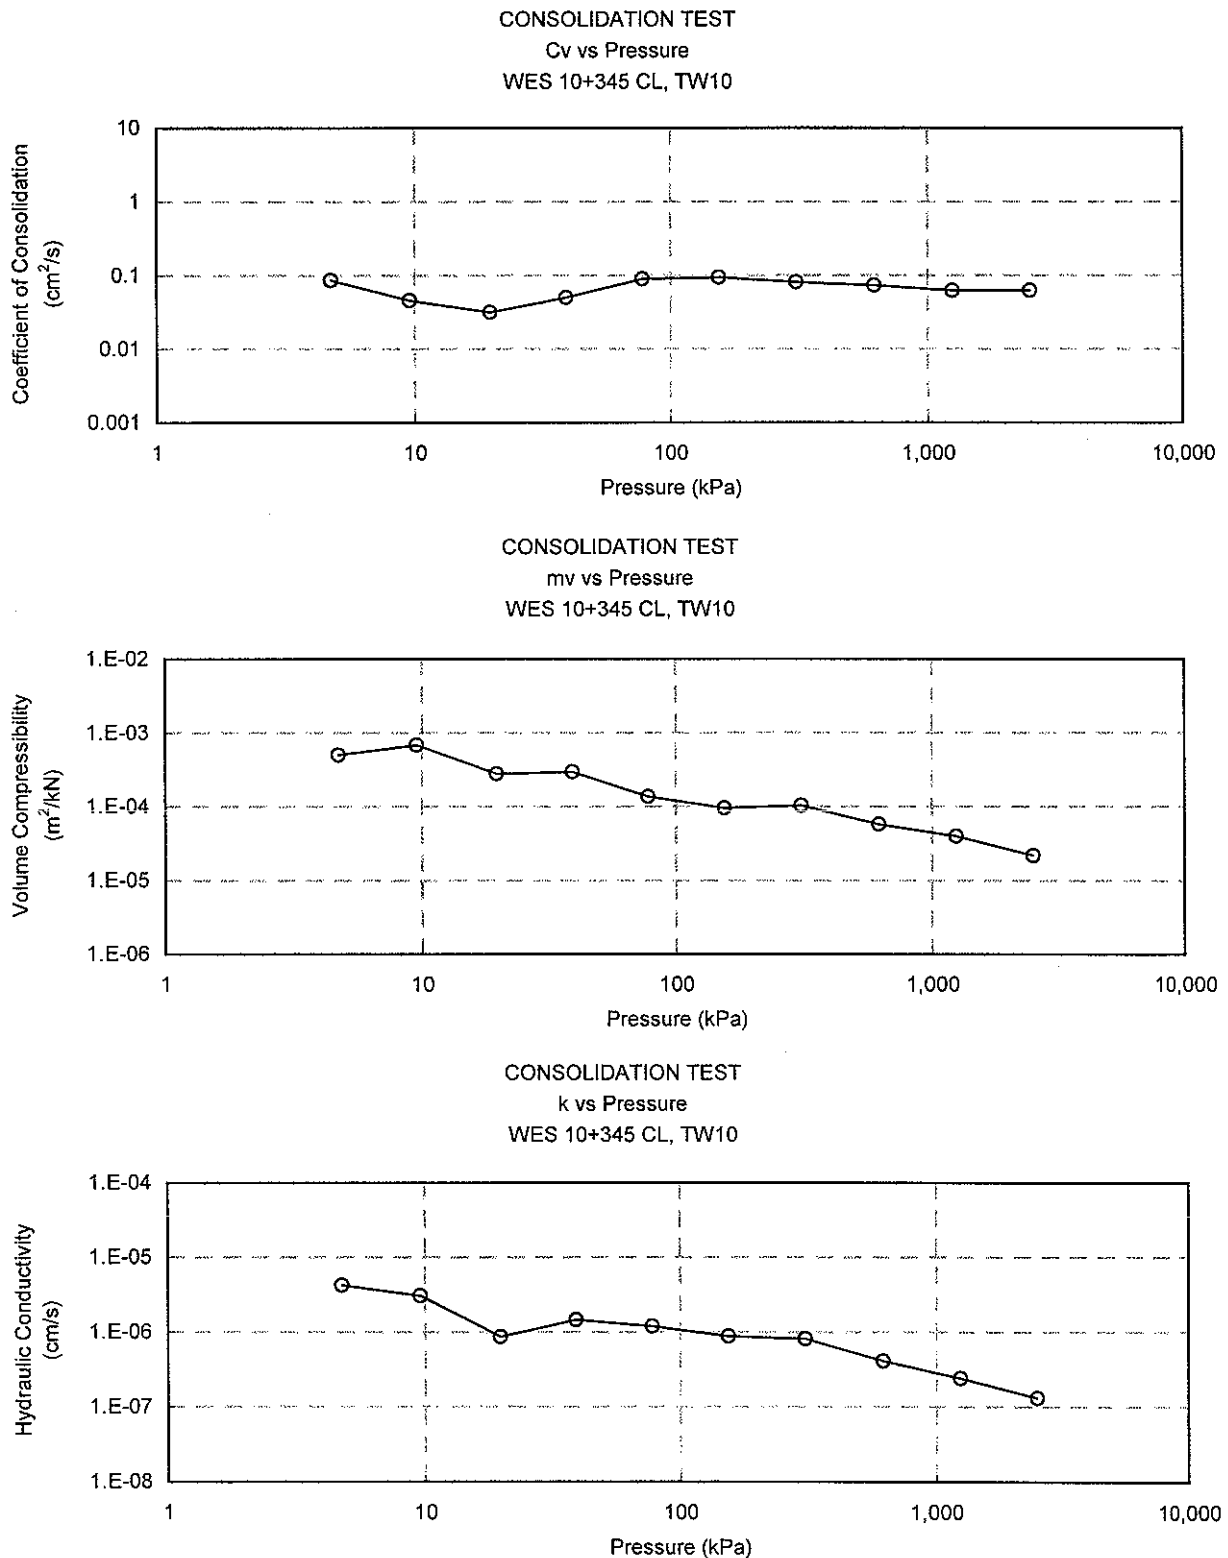 CONSOLIDATION TEST
Cv vs Pressure
WES 10+345 CL, TW10
Coefficient of Consolidation
(cm²/s)
10
1
0.1
0.01
0.001
1
10
100
1,000
10,000
Pressure (kPa)
CONSOLIDATION TEST
mv vs Pressure
WES 10+345 CL, TW10
Volume Compressibility
(m²/kN)
1.E-02
1.E-03
1.E-04
1.E-05
1.E-06
1
10
100
1,000
10,000
Pressure (kPa)
CONSOLIDATION TEST
k vs Pressure
WES 10+345 CL, TW10
Hydraulic Conductivity
(cm/s)
1.E-04
1.E-05
1.E-06
1.E-07
1.E-08
1
10
100
1,000
10,000
Pressure (kPa)